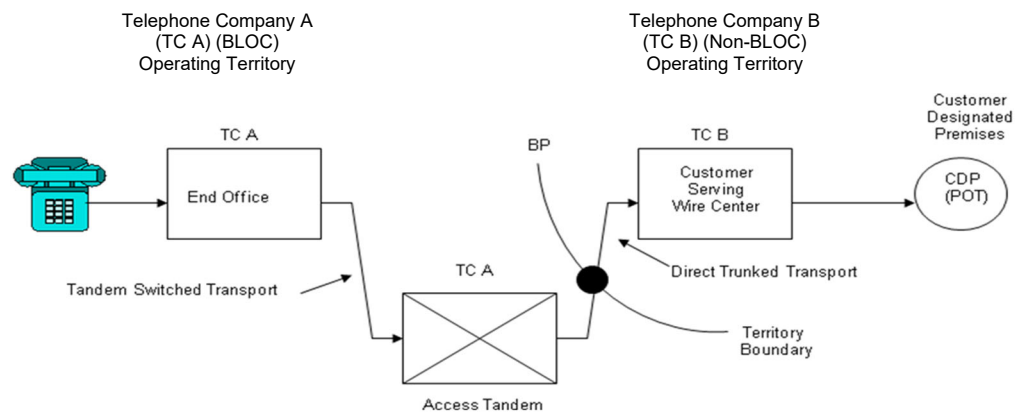 Telephone Company A
(TC A) (BLOC)
Operating Territory
Telephone Company B
(TC B) (Non-BLOC)
Operating Territory
Customer
Designated
Premises
TC A
End Office
BP
TC B
Customer
Serving
Wire Center
CDP
(POT)
Tandem Switched Transport
TC A
Direct Trunked Transport
Territory
Boundary
Access Tandem